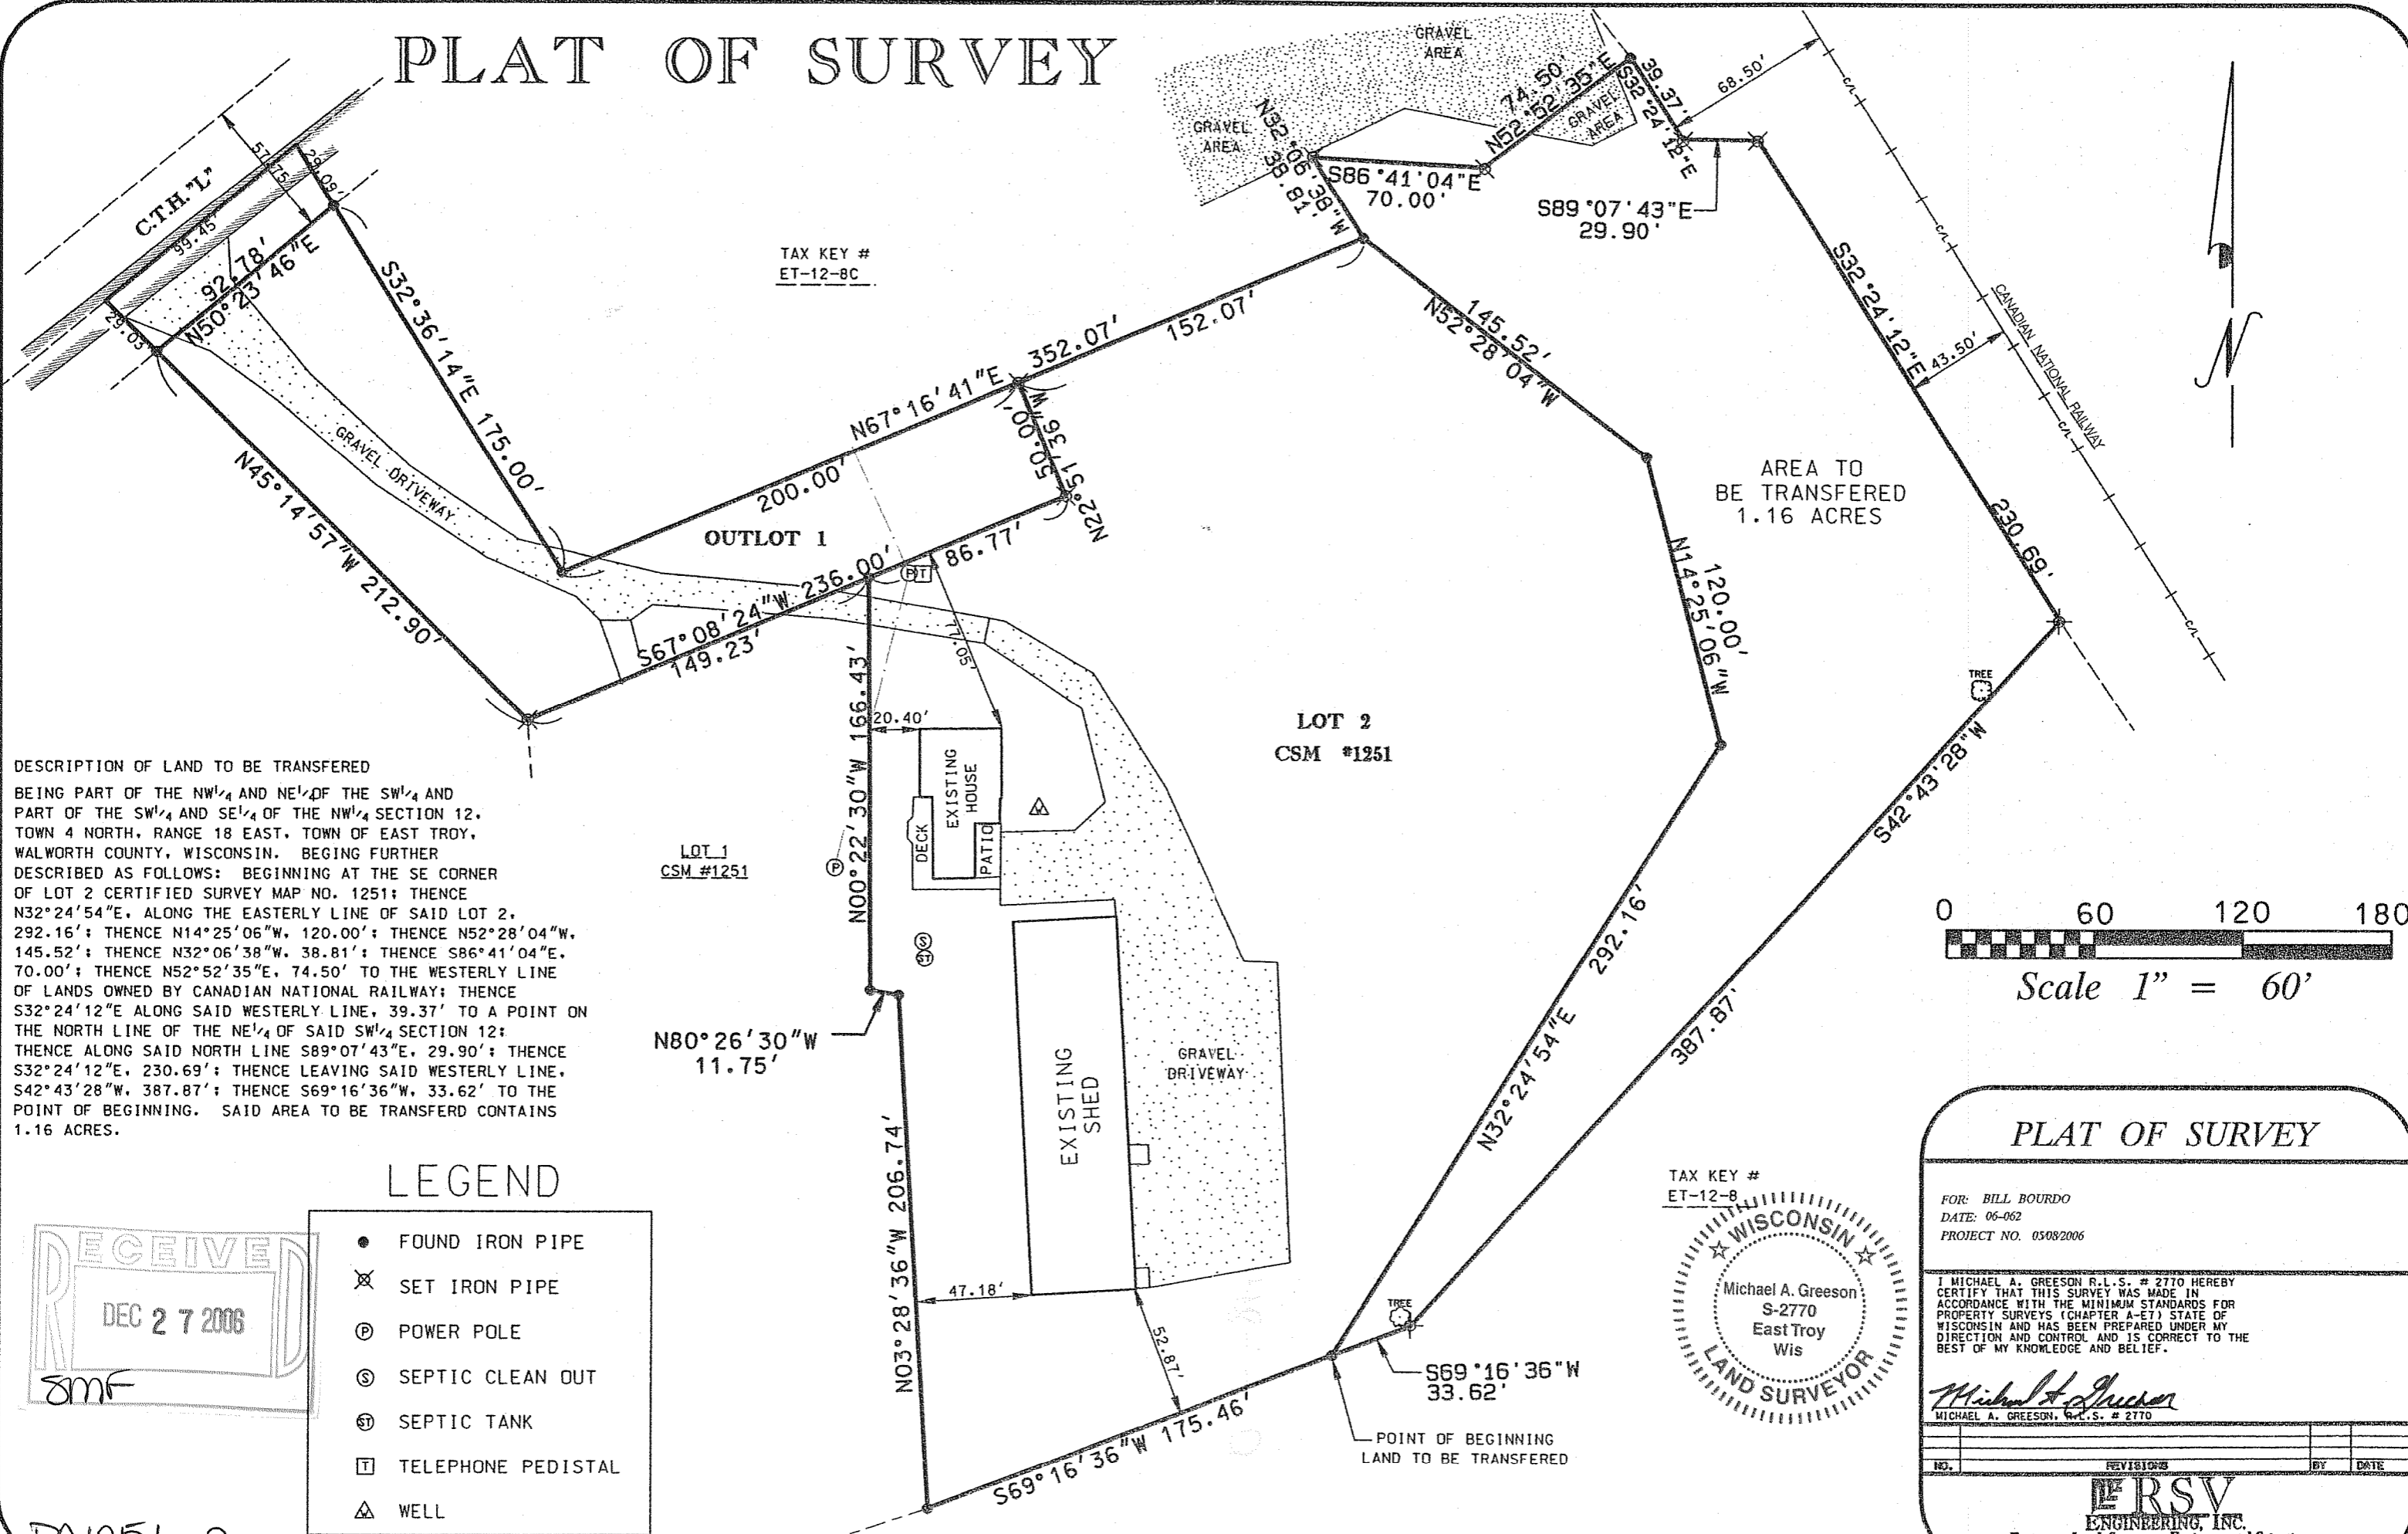 PLAT OF SURVEY
GRAVEL
AREA
GRAVEL
AREA
GRAVEL
AREA
N32°06'38"W
38.81'
S86°41'04"E
70.00'
74.50'
N52°52'35"E
39.37'
S32°24'12"E
68.50'
S89°07'43"E
29.90'
C.T.H. "L"
57.75'
29.09'
99.45'
92.78'
N50°23'46"E
29.03'
TAX KEY #
ET-12-8C
S32°36'14"E 175.00'
GRAVEL DRIVEWAY
N45°14'57"W 212.90'
N67°16'41"E 352.07'
152.07'
200.00'
50.00'
N22°51'36"W
OUTLOT 1
86.77'
S67°08'24"W 236.00'
149.23'
P T
N52°28'04"W
145.52'
S32°24'12"E
230.69'
43.50'
CANADIAN NATIONAL RAILWAY
C/L
C/L
C/L
C/L
C/L
C/L
N
AREA TO
BE TRANSFERED
1.16 ACRES
N14°25'06"W
120.00'
TREE
S42°43'28"W
387.87'
LOT 2
CSM #1251
N00°22'30"W 166.43'
20.40'
EXISTING
HOUSE
DECK
PATIO
W
P
S
ST
LOT 1
CSM #1251
DESCRIPTION OF LAND TO BE TRANSFERED
BEING PART OF THE NW1/4 AND NE1/4OF THE SW1/4 AND
PART OF THE SW1/4 AND SE1/4 OF THE NW1/4 SECTION 12,
TOWN 4 NORTH, RANGE 18 EAST, TOWN OF EAST TROY,
WALWORTH COUNTY, WISCONSIN. BEGING FURTHER
DESCRIBED AS FOLLOWS: BEGINNING AT THE SE CORNER
OF LOT 2 CERTIFIED SURVEY MAP NO. 1251; THENCE
N32°24'54"E, ALONG THE EASTERLY LINE OF SAID LOT 2,
292.16'; THENCE N14°25'06"W, 120.00'; THENCE N52°28'04"W,
145.52'; THENCE N32°06'38"W, 38.81'; THENCE S86°41'04"E,
70.00'; THENCE N52°52'35"E, 74.50' TO THE WESTERLY LINE
OF LANDS OWNED BY CANADIAN NATIONAL RAILWAY; THENCE
S32°24'12"E ALONG SAID WESTERLY LINE, 39.37' TO A POINT ON
THE NORTH LINE OF THE NE1/4 OF SAID SW1/4 SECTION 12;
THENCE ALONG SAID NORTH LINE S89°07'43"E, 29.90'; THENCE
S32°24'12"E, 230.69'; THENCE LEAVING SAID WESTERLY LINE,
S42°43'28"W, 387.87'; THENCE S69°16'36"W, 33.62' TO THE
POINT OF BEGINNING. SAID AREA TO BE TRANSFERD CONTAINS
1.16 ACRES.
N80°26'30"W
11.75'
EXISTING
SHED
GRAVEL
DRIVEWAY
N32°24'54"E
292.16'
N03°28'36"W 206.74'
47.18'
52.87'
TREE
S69°16'36"W 175.46'
S69°16'36"W
33.62'
POINT OF BEGINNING
LAND TO BE TRANSFERED
0 60 120 180
Scale 1" = 60'
LEGEND
FOUND IRON PIPE
SET IRON PIPE
P POWER POLE
S SEPTIC CLEAN OUT
ST SEPTIC TANK
T TELEPHONE PEDISTAL
W WELL
RECEIVED
DEC 27 2006
SMF
TAX KEY #
ET-12-8
WISCONSIN
Michael A. Greeson
S-2770
East Troy
Wis
LAND SURVEYOR
PLAT OF SURVEY
FOR: BILL BOURDO
DATE: 06-062
PROJECT NO. 05/08/2006
I MICHAEL A. GREESON R.L.S. # 2770 HEREBY
CERTIFY THAT THIS SURVEY WAS MADE IN
ACCORDANCE WITH THE MINIMUM STANDARDS FOR
PROPERTY SURVEYS (CHAPTER A-E7) STATE OF
WISCONSIN AND HAS BEEN PREPARED UNDER MY
DIRECTION AND CONTROL AND IS CORRECT TO THE
BEST OF MY KNOWLEDGE AND BELIEF.
MICHAEL A. GREESON, R.L.S. # 2770
NO. REVISIONS BY DATE
RSV
ENGINEERING, INC.